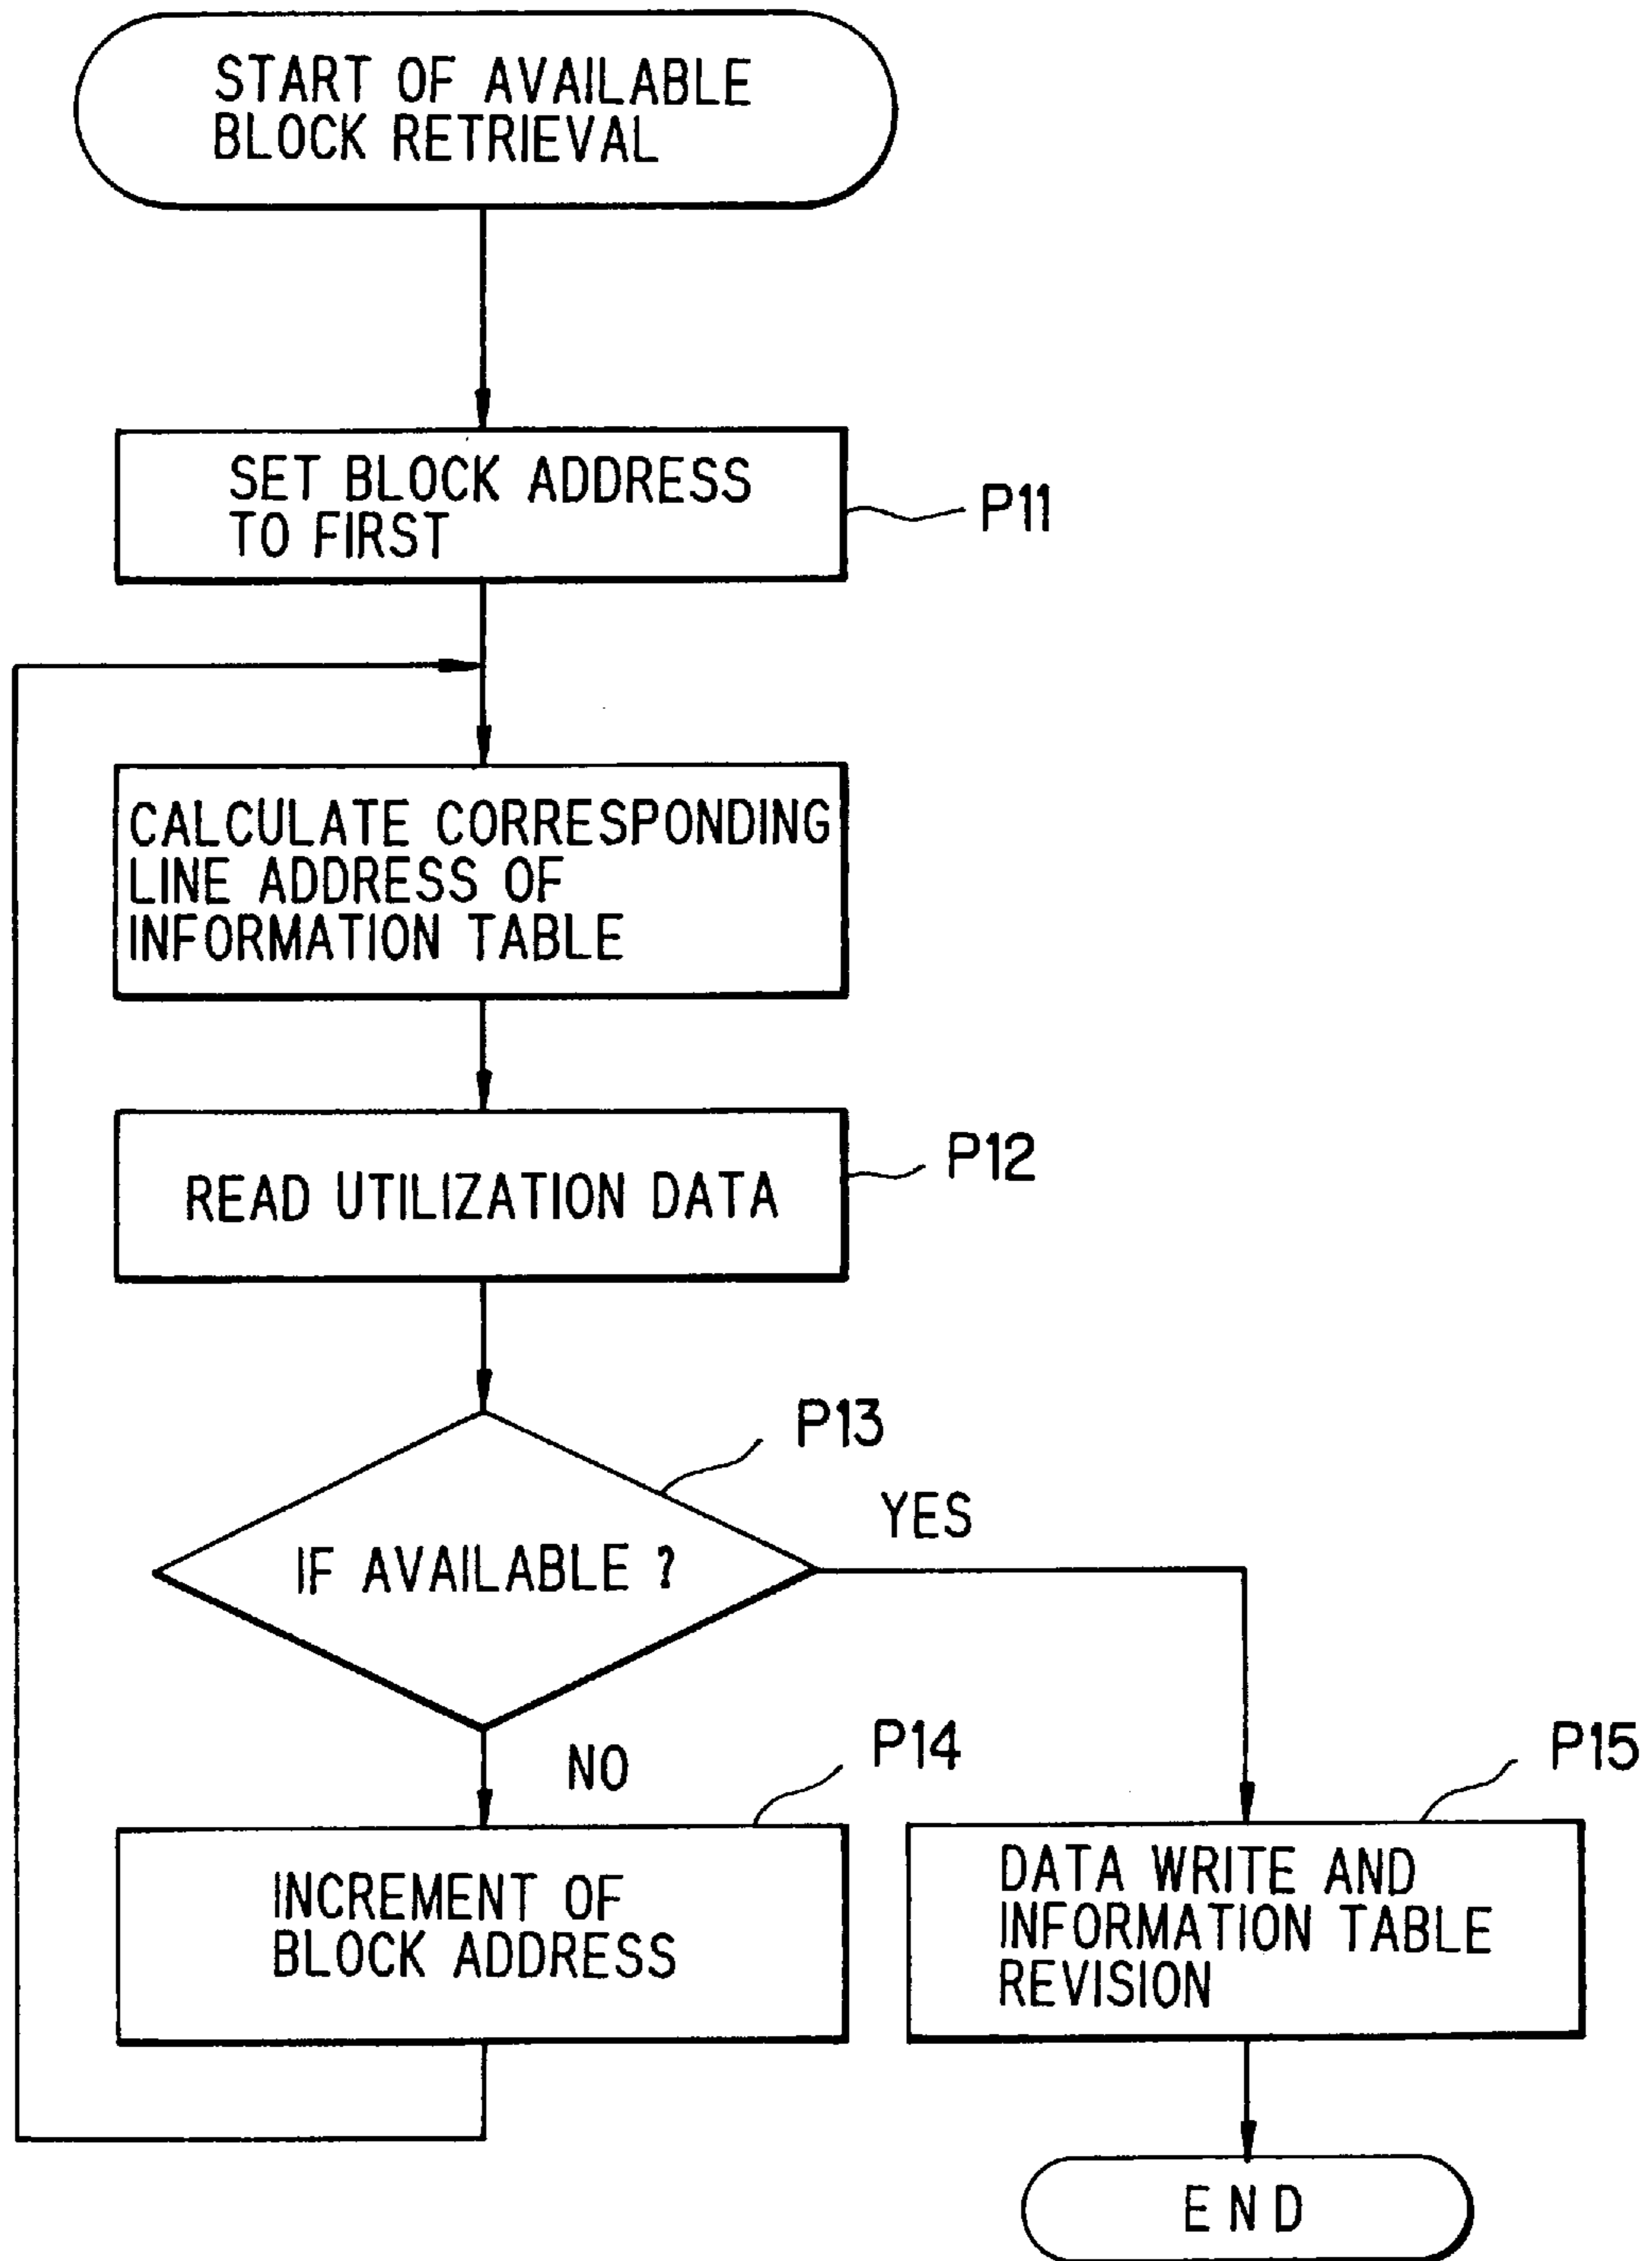 START OF AVAILABLE
BLOCK RETRIEVAL
SET BLOCK ADDRESS
TO FIRST
P11
CALCULATE CORRESPONDING
LINE ADDRESS OF
INFORMATION TABLE
READ UTILIZATION DATA
P12
IF AVAILABLE ?
P13
YES
NO
INCREMENT OF
BLOCK ADDRESS
P14
DATA WRITE AND
INFORMATION TABLE
REVISION
P15
END